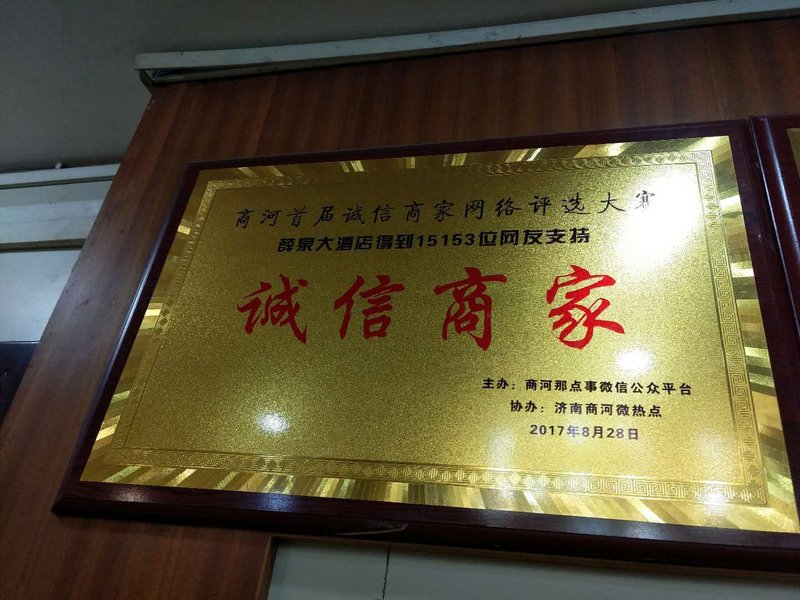 商河首届诚信商家网络评选大赛
薛泉大酒店得到15153位网友支持
诚信商家
主办：商河那点事微信公众平台
协办：济南商河微热点
2017年8月28日